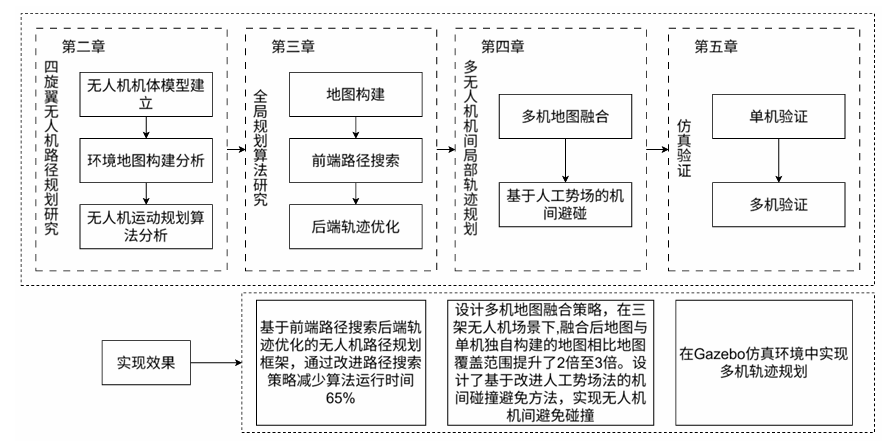 第二章
四旋翼无人机路径规划研究
无人机机体模型建
立
环境地图构建分析
无人机运动规划算
法分析
第三章
全局规划算法研究
地图构建
前端路径搜索
后端轨迹优化
第四章
多无人机机间局部轨迹规划
多机地图融合
基于人工势场的机
间避碰
第五章
仿真验证
单机验证
多机验证
实现效果
基于前端路径搜索后端轨
迹优化的无人机路径规划
框架，通过改进路径搜索
策略减少算法运行时间
65%
设计多机地图融合策略，在三
架无人机场景下,融合后地图与
单机独自构建的地图相比地图
覆盖范围提升了2倍至3倍。设
计了基于改进人工势场法的机
间碰撞避免方法，实现无人机
机间避免碰撞
在Gazebo仿真环境中实现
多机轨迹规划